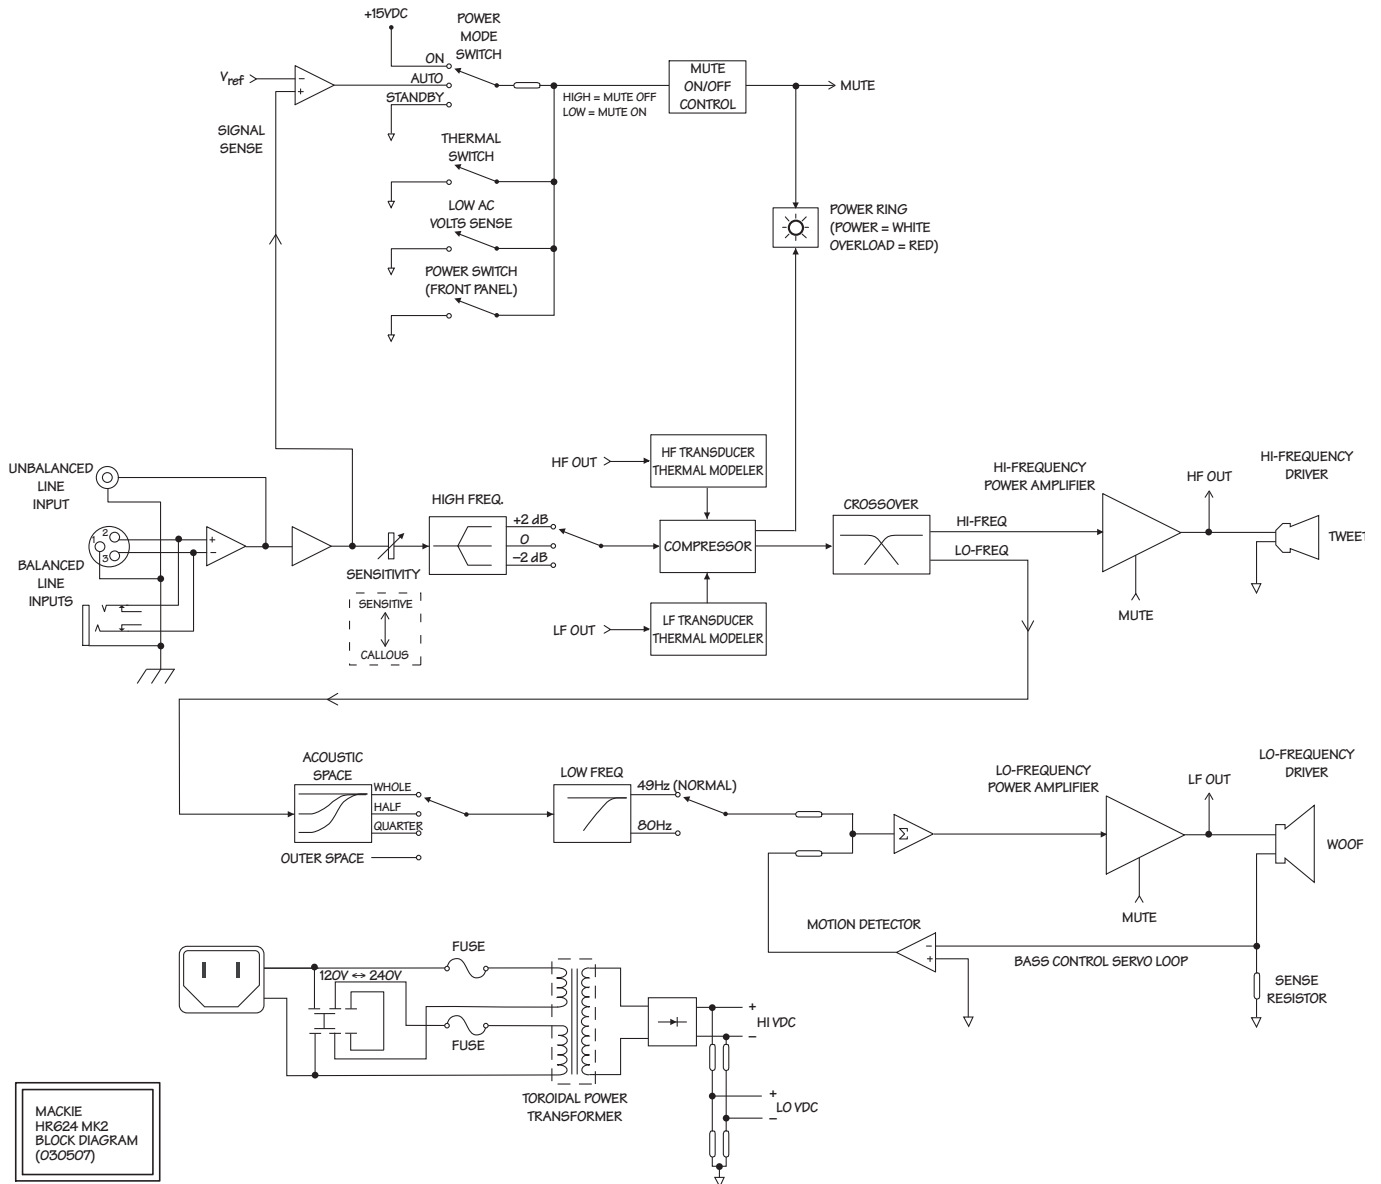 +15VDC
POWER
MODE
SWITCH
ON
AUTO
STANDBY
Vref
−
+
SIGNAL
SENSE
HIGH = MUTE OFF
LOW = MUTE ON
MUTE
ON/OFF
CONTROL
MUTE
THERMAL
SWITCH
LOW AC
VOLTS SENSE
POWER SWITCH
(FRONT PANEL)
POWER RING
(POWER = WHITE
OVERLOAD = RED)
UNBALANCED
LINE
INPUT
1
2
3
BALANCED
LINE
INPUTS
+
−
SENSITIVITY
SENSITIVE
CALLOUS
HIGH FREQ.
+2 dB
0
−2 dB
HF OUT
HF TRANSDUCER
THERMAL MODELER
COMPRESSOR
LF OUT
LF TRANSDUCER
THERMAL MODELER
CROSSOVER
HI-FREQ
LO-FREQ
HI-FREQUENCY
POWER AMPLIFIER
MUTE
HF OUT
HI-FREQUENCY
DRIVER
TWEET
ACOUSTIC
SPACE
WHOLE
HALF
QUARTER
OUTER SPACE
LOW FREQ
49Hz (NORMAL)
80Hz
Σ
LO-FREQUENCY
POWER AMPLIFIER
MUTE
LF OUT
LO-FREQUENCY
DRIVER
WOOF
MOTION DETECTOR
−
+
BASS CONTROL SERVO LOOP
SENSE
RESISTOR
120V ↔ 240V
FUSE
FUSE
TOROIDAL POWER
TRANSFORMER
+
HI VDC
−
+
LO VDC
−
MACKIE
HR624 MK2
BLOCK DIAGRAM
(030507)